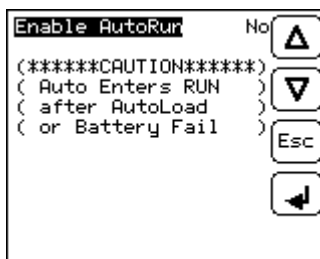 Enable AutoRun No
(******CAUTION******)
( Auto Enters RUN )
( after AutoLoad )
( or Battery Fail )
Esc